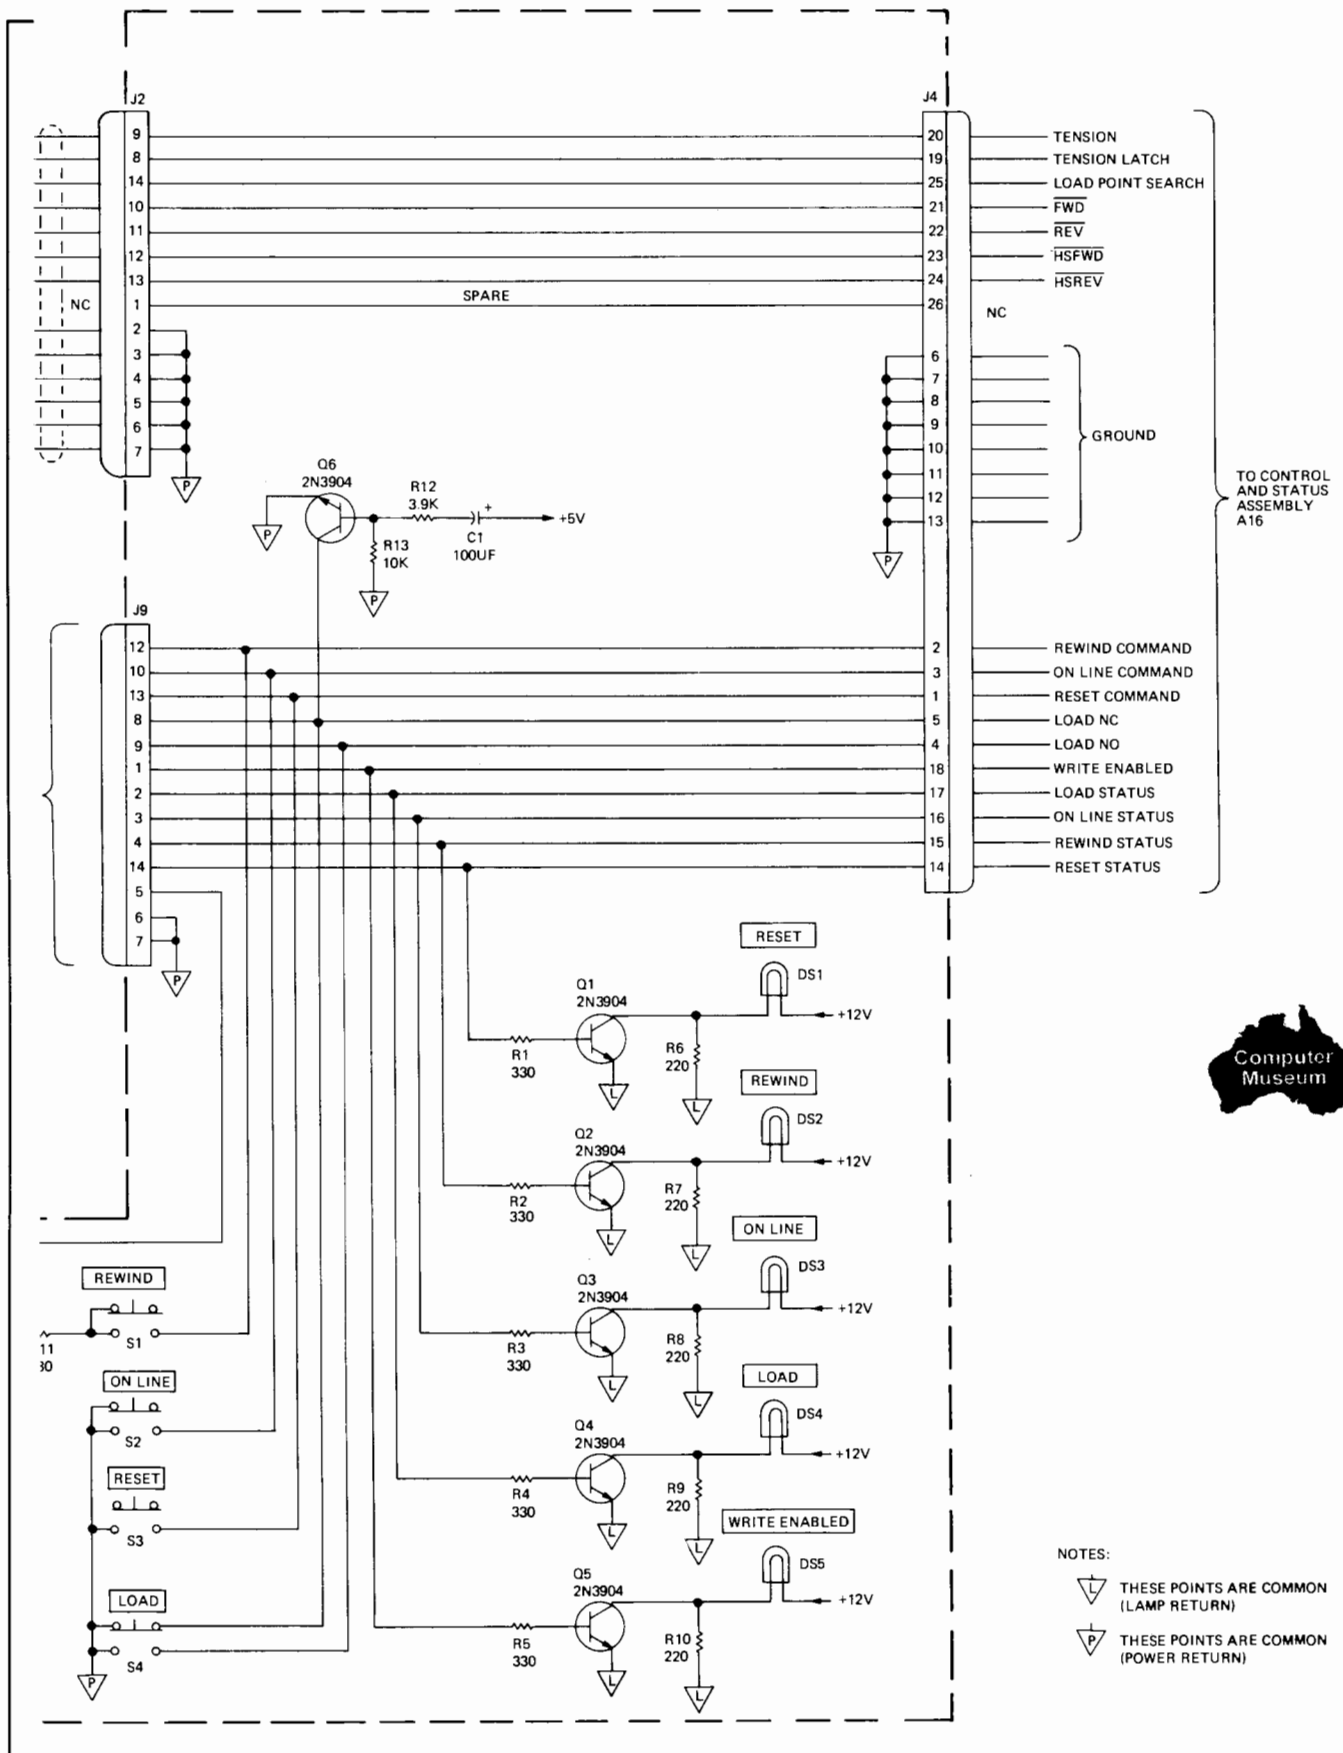 J2
J4
9
20
TENSION
8
19
TENSION LATCH
14
25
LOAD POINT SEARCH
10
21
FWD
11
22
REV
12
23
HSFWD
13
24
HSREV
NC
1
SPARE
26
NC
2
3
4
5
6
7
P
6
7
8
9
10
11
12
13
P
GROUND
TO CONTROL
AND STATUS
ASSEMBLY
A16
Q6
2N3904
P
R12
3.9K
+
C1
100UF
+5V
R13
10K
P
J9
12
2
REWIND COMMAND
10
3
ON LINE COMMAND
13
1
RESET COMMAND
8
5
LOAD NC
9
4
LOAD NO
1
18
WRITE ENABLED
2
17
LOAD STATUS
3
16
ON LINE STATUS
4
15
REWIND STATUS
14
14
RESET STATUS
5
6
7
P
RESET
DS1
+12V
Q1
2N3904
R1
330
R6
220
L
L
REWIND
DS2
+12V
Q2
2N3904
R2
330
R7
220
L
L
ON LINE
DS3
+12V
Q3
2N3904
R3
330
R8
220
L
L
LOAD
DS4
+12V
Q4
2N3904
R4
330
R9
220
L
L
WRITE ENABLED
DS5
+12V
Q5
2N3904
R5
330
R10
220
L
L
REWIND
S1
11
30
ON LINE
S2
RESET
S3
LOAD
S4
P
Computer
Museum
NOTES:
L THESE POINTS ARE COMMON
(LAMP RETURN)
P THESE POINTS ARE COMMON
(POWER RETURN)